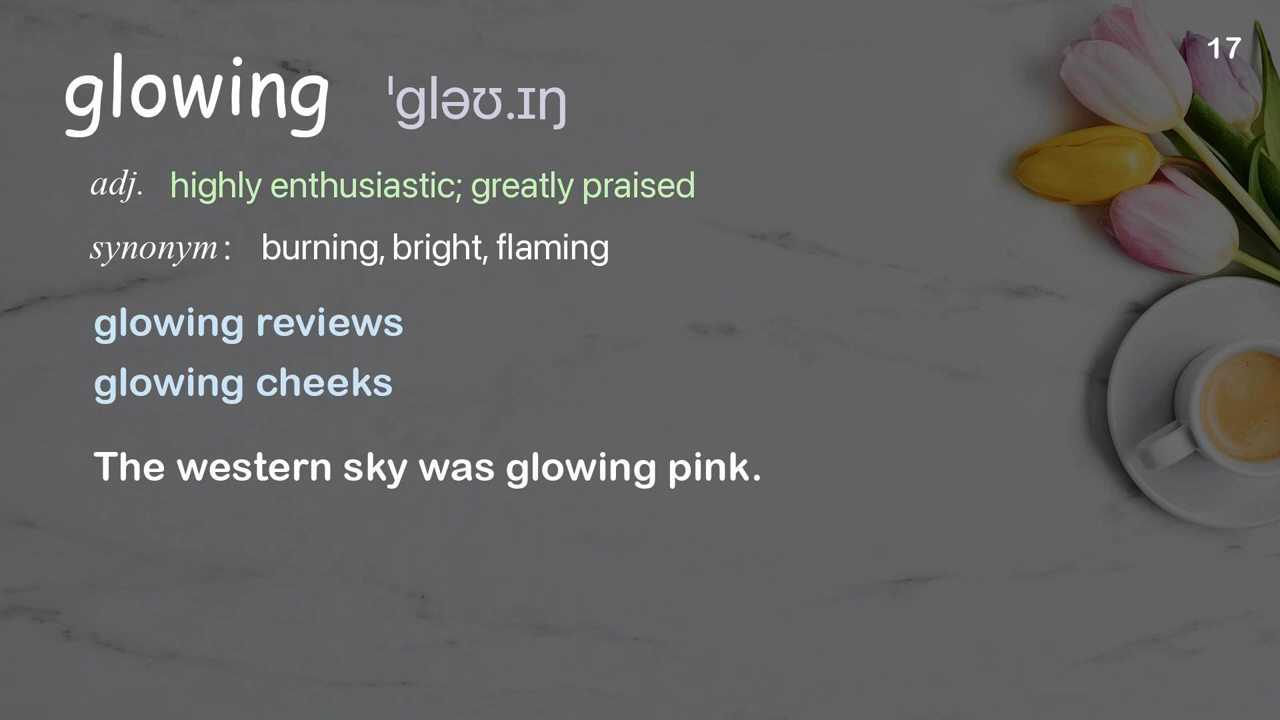 17
glowing ˈgləʊ.ɪŋ
adj. highly enthusiastic; greatly praised
synonym: burning, bright, flaming
glowing reviews
glowing cheeks
The western sky was glowing pink.